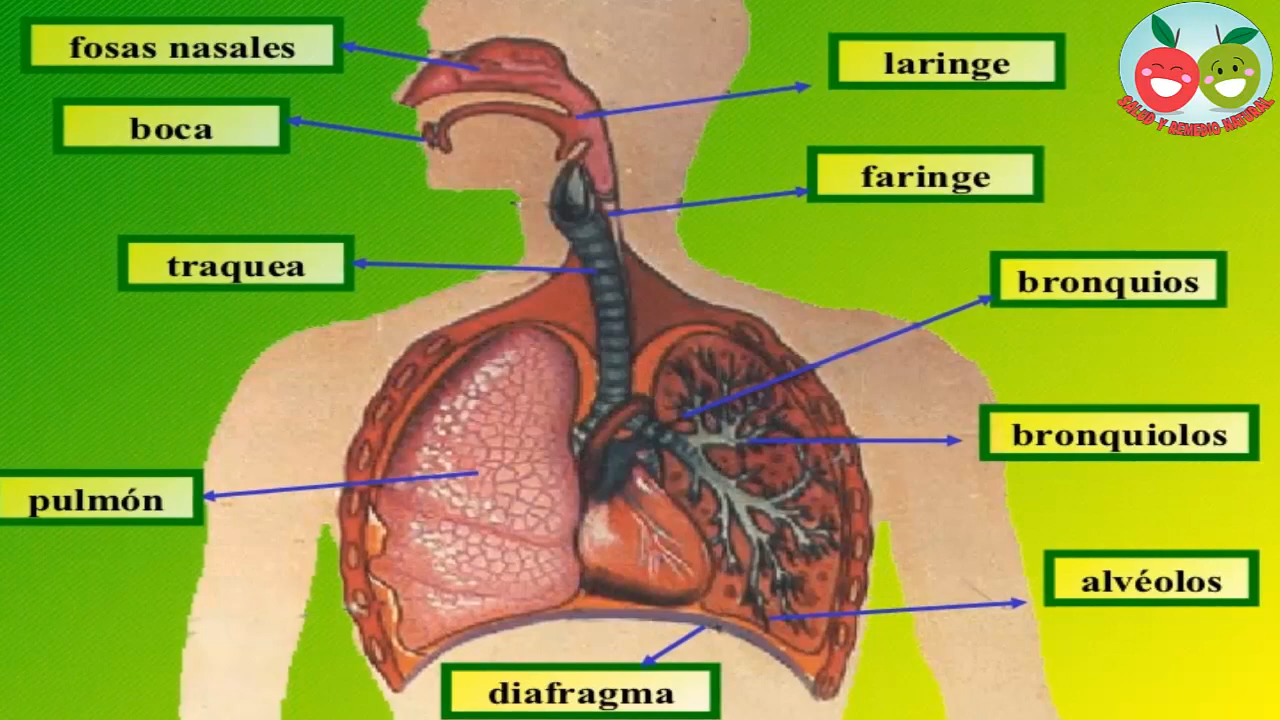 fosas nasales
laringe
SALUD Y REMEDIO NATURAL
boca
faringe
traquea
bronquios
bronquiolos
pulmón
alvéolos
diafragma